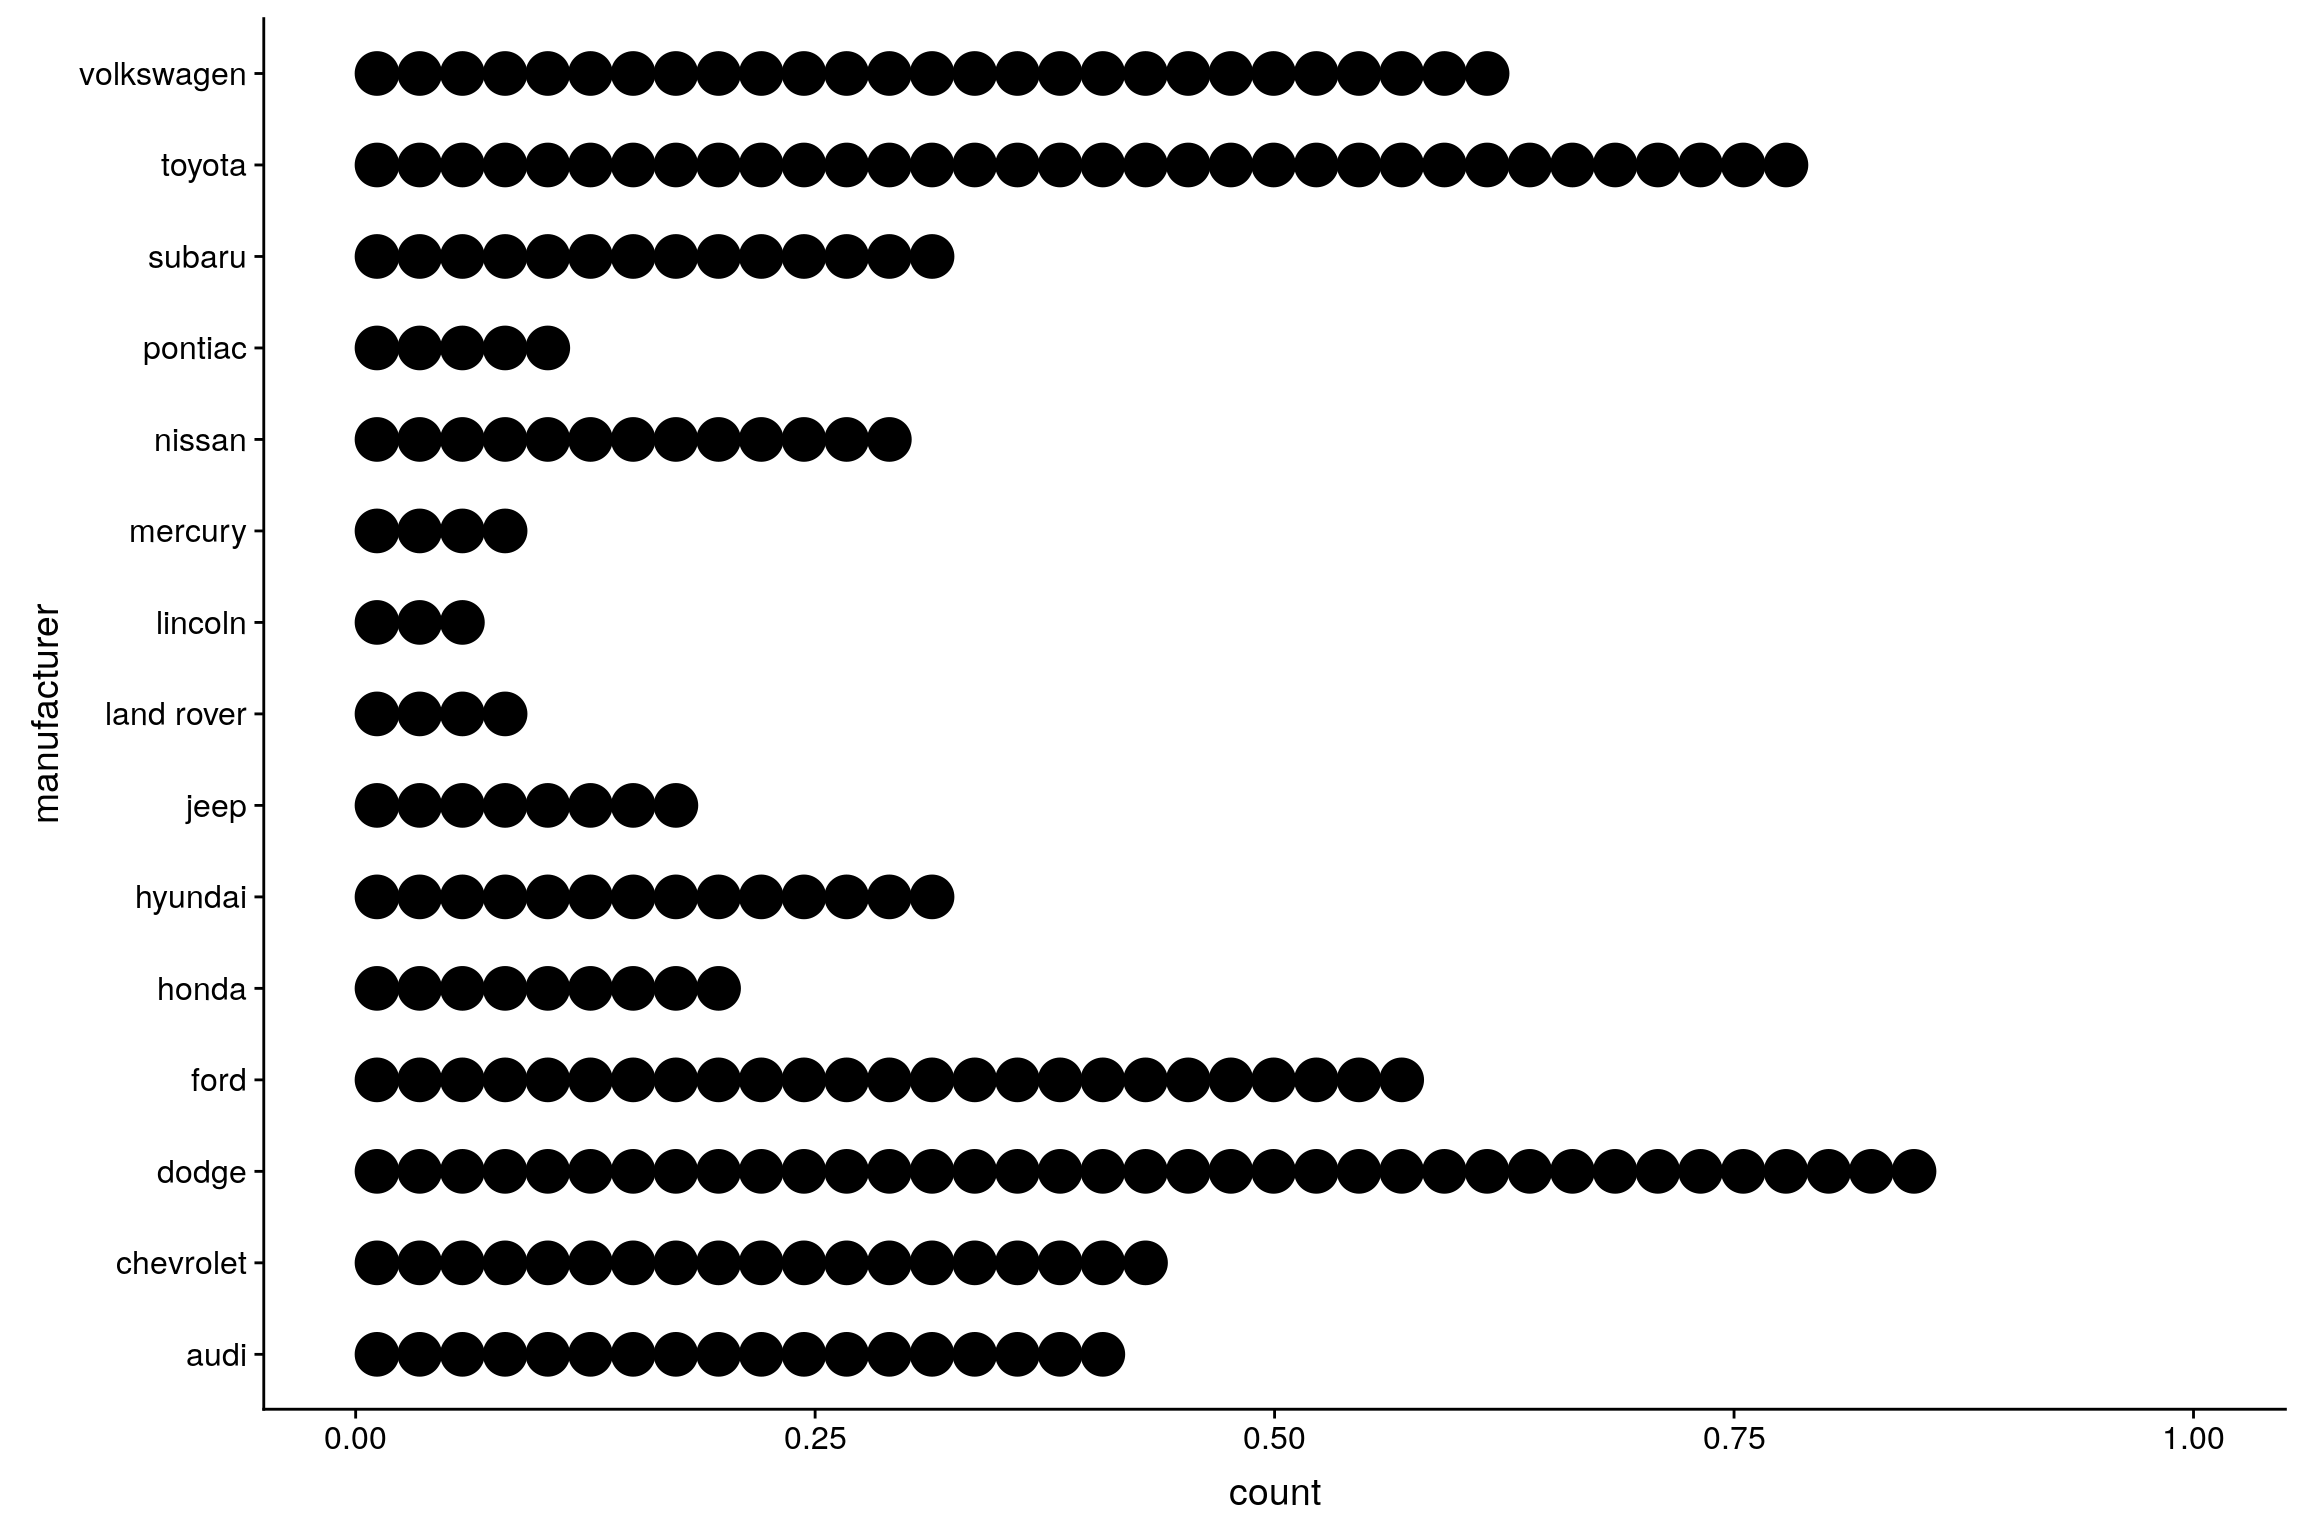 volkswagen
toyota
subaru
pontiac
nissan
mercury
lincoln
land rover
jeep
hyundai
honda
ford
dodge
chevrolet
audi
manufacturer
0.00 0.25 0.50 0.75 1.00
count